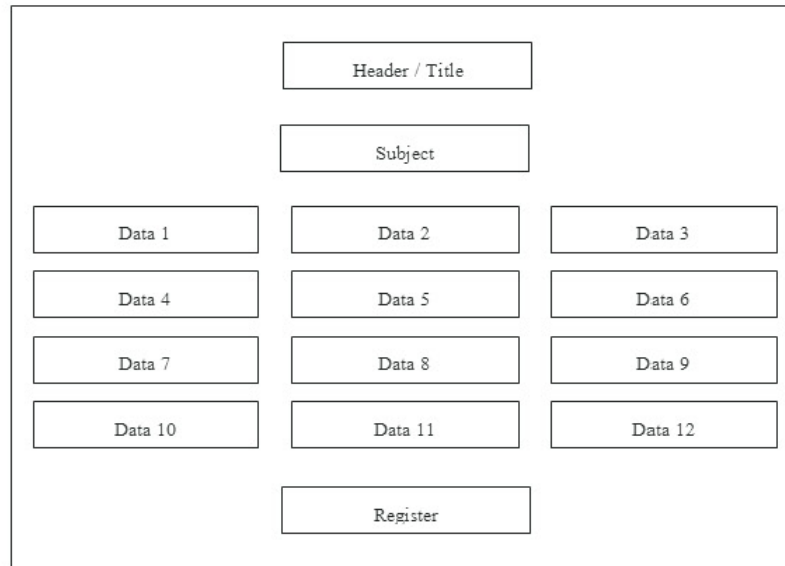 Header / Title
Subject
Data 1 Data 2 Data 3
Data 4 Data 5 Data 6
Data 7 Data 8 Data 9
Data 10 Data 11 Data 12
Register